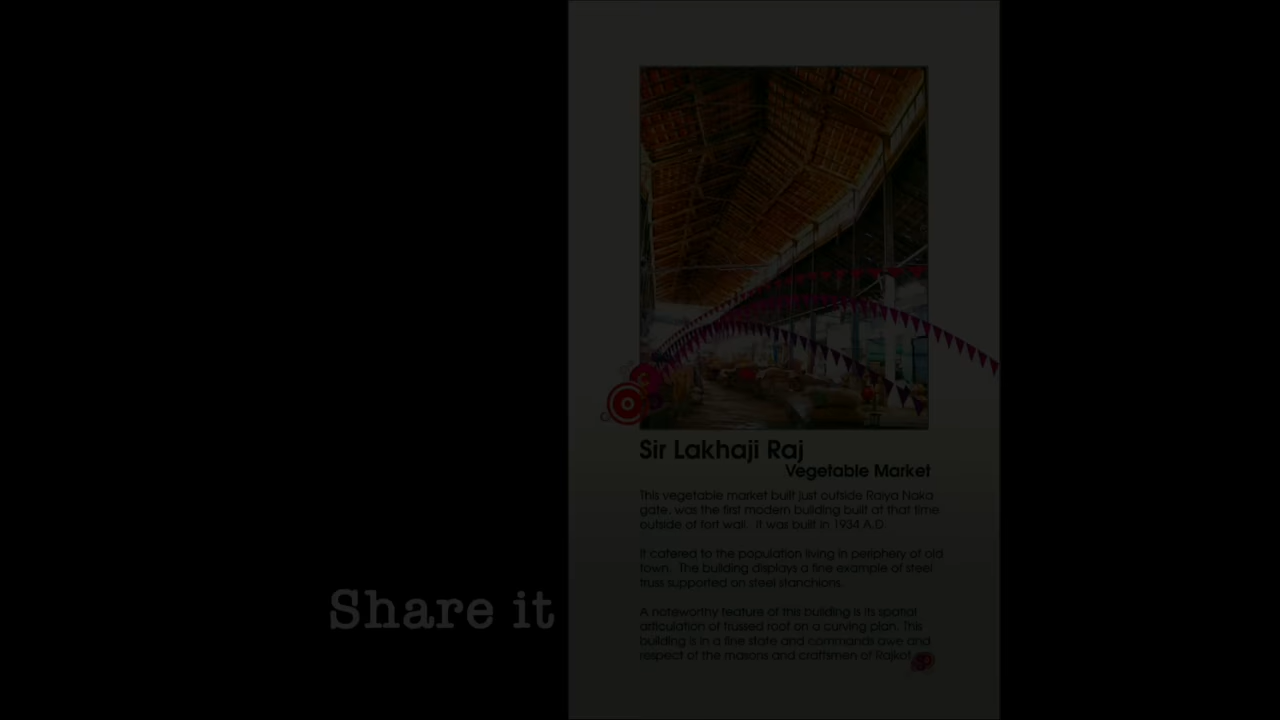 Sir Lakhaji Raj
Vegetable Market
This vegetable market built just outside Raiya Naka
gate, was the first modern building built at that time
outside of fort wall. It was built in 1934 A.D.
It catered to the population living in periphery of old
town. The building displays a fine example of steel
truss supported on steel stanchions.
A noteworthy feature of this building is its spatial
articulation of trussed roof on a curving plan. This
building is in a fine state and commands awe and
respect of the masons and craftsmen of Rajkot.
Share it